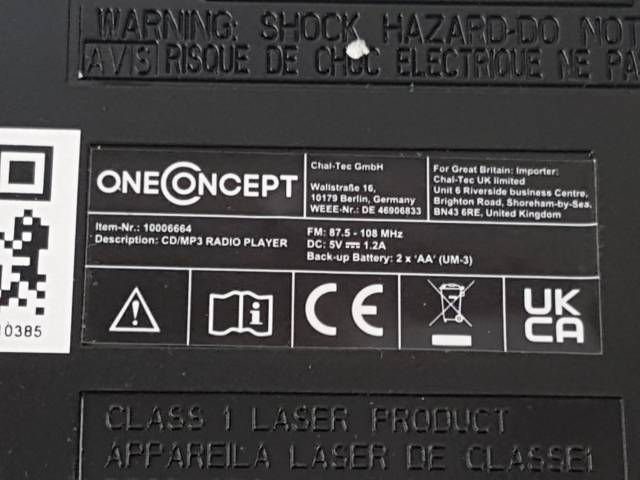 WARNING: SHOCK HAZARD-DO NOT
AVIS RISQUE DE CHOC ELECTRIQUE NE PA
ONECONCEPT
Chal-Tec GmbH
Wallstraße 16,
10179 Berlin, Germany
WEEE-Nr.: DE 46906833
For Great Britain: Importer:
Chal-Tec UK limited
Unit 6 Riverside business Centre,
Brighton Road, Shoreham-by-Sea.
BN43 6RE, United Kingdom
Item-Nr.: 10006664
Description: CD/MP3 RADIO PLAYER
FM: 87.5 - 108 MHz
DC: 5V ⎓ 1.2A
Back-up Battery: 2 x 'AA' (UM-3)
i
CE
UK
CA
10385
CLASS 1 LASER PRODUCT
APPAREILA LASER DE CLASSE1